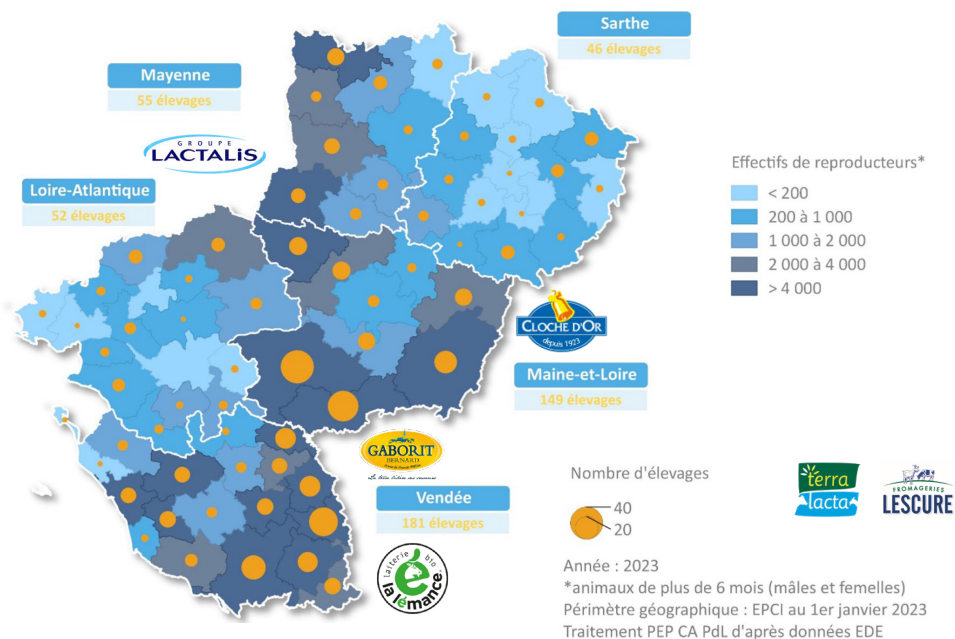 Sarthe
46 élevages
Mayenne
55 élevages
GROUPE
LACTALIS
Loire-Atlantique
52 élevages
Effectifs de reproducteurs*
< 200
200 à 1 000
1 000 à 2 000
2 000 à 4 000
> 4 000
CLOCHE D'OR
depuis 1923
Maine-et-Loire
149 élevages
GABORIT
BERNARD
Vendée
181 élevages
laiterie bio
é
la lémance.
Nombre d'élevages
40
20
terra
lacta
FROMAGERIES
LESCURE
Année : 2023
*animaux de plus de 6 mois (mâles et femelles)
Périmètre géographique : EPCI au 1er janvier 2023
Traitement PEP CA PdL d'après données EDE